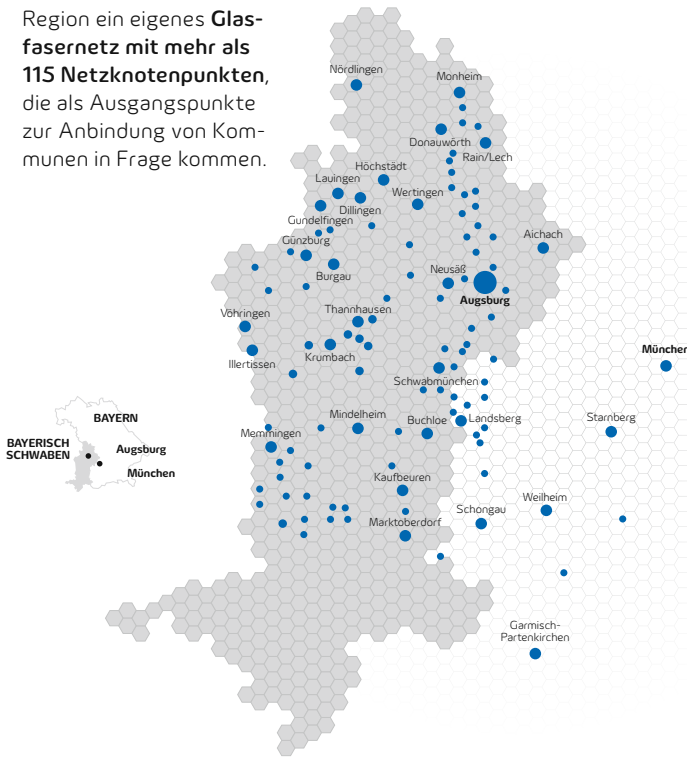 Region ein eigenes Glas-
fasernetz mit mehr als
115 Netzknotenpunkten,
die als Ausgangspunkte
zur Anbindung von Kom-
munen in Frage kommen.
Nördlingen
Monheim
Donauwörth
Rain/Lech
Höchstädt
Lauingen
Wertingen
Dillingen
Gundelfingen
Aichach
Günzburg
Burgau
Neusäß
Augsburg
Thannhausen
Vöhringen
Krumbach
Illertissen
München
Schwabmünchen
Mindelheim
Buchloe
Landsberg
Starnberg
Memmingen
BAYERN
BAYERISCH
SCHWABEN
Augsburg
München
Kaufbeuren
Weilheim
Schongau
Marktoberdorf
Garmisch-
Partenkirchen